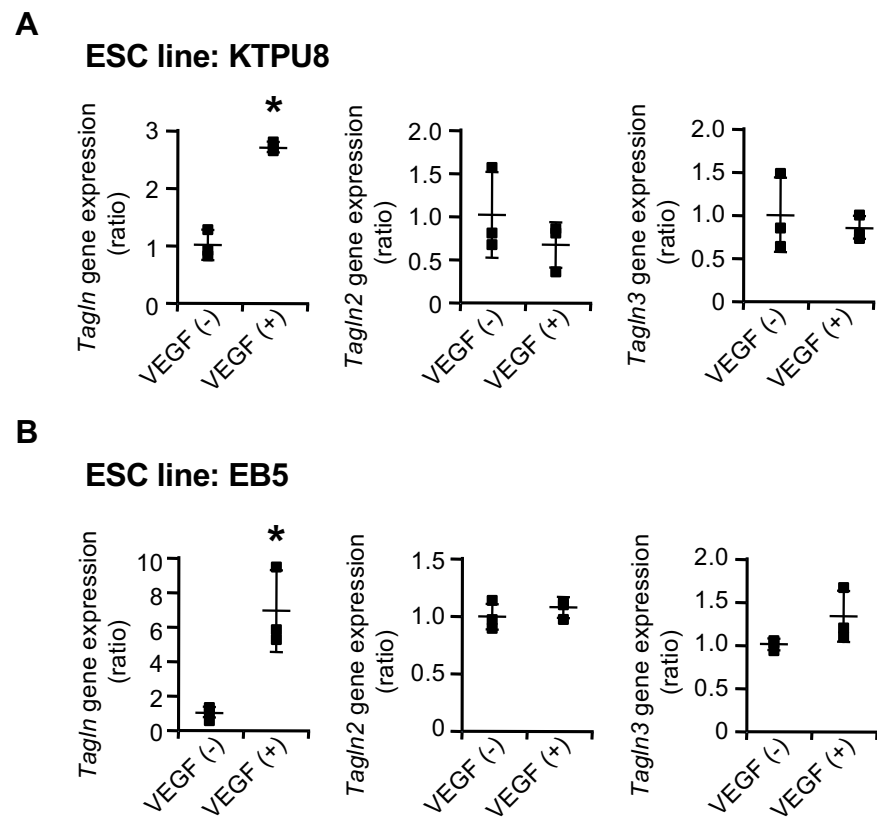 A
ESC line: KTPU8
Tagln gene expression
(ratio)
3
2
1
0
*
VEGF (-)
VEGF (+)
Tagln2 gene expression
(ratio)
2.0
1.5
1.0
0.5
0
VEGF (-)
VEGF (+)
Tagln3 gene expression
(ratio)
2.0
1.5
1.0
0.5
0
VEGF (-)
VEGF (+)
B
ESC line: EB5
Tagln gene expression
(ratio)
10
8
6
4
2
0
*
VEGF (-)
VEGF (+)
Tagln2 gene expression
(ratio)
1.5
1.0
0.5
0
VEGF (-)
VEGF (+)
Tagln3 gene expression
(ratio)
2.0
1.5
1.0
0.5
0
VEGF (-)
VEGF (+)